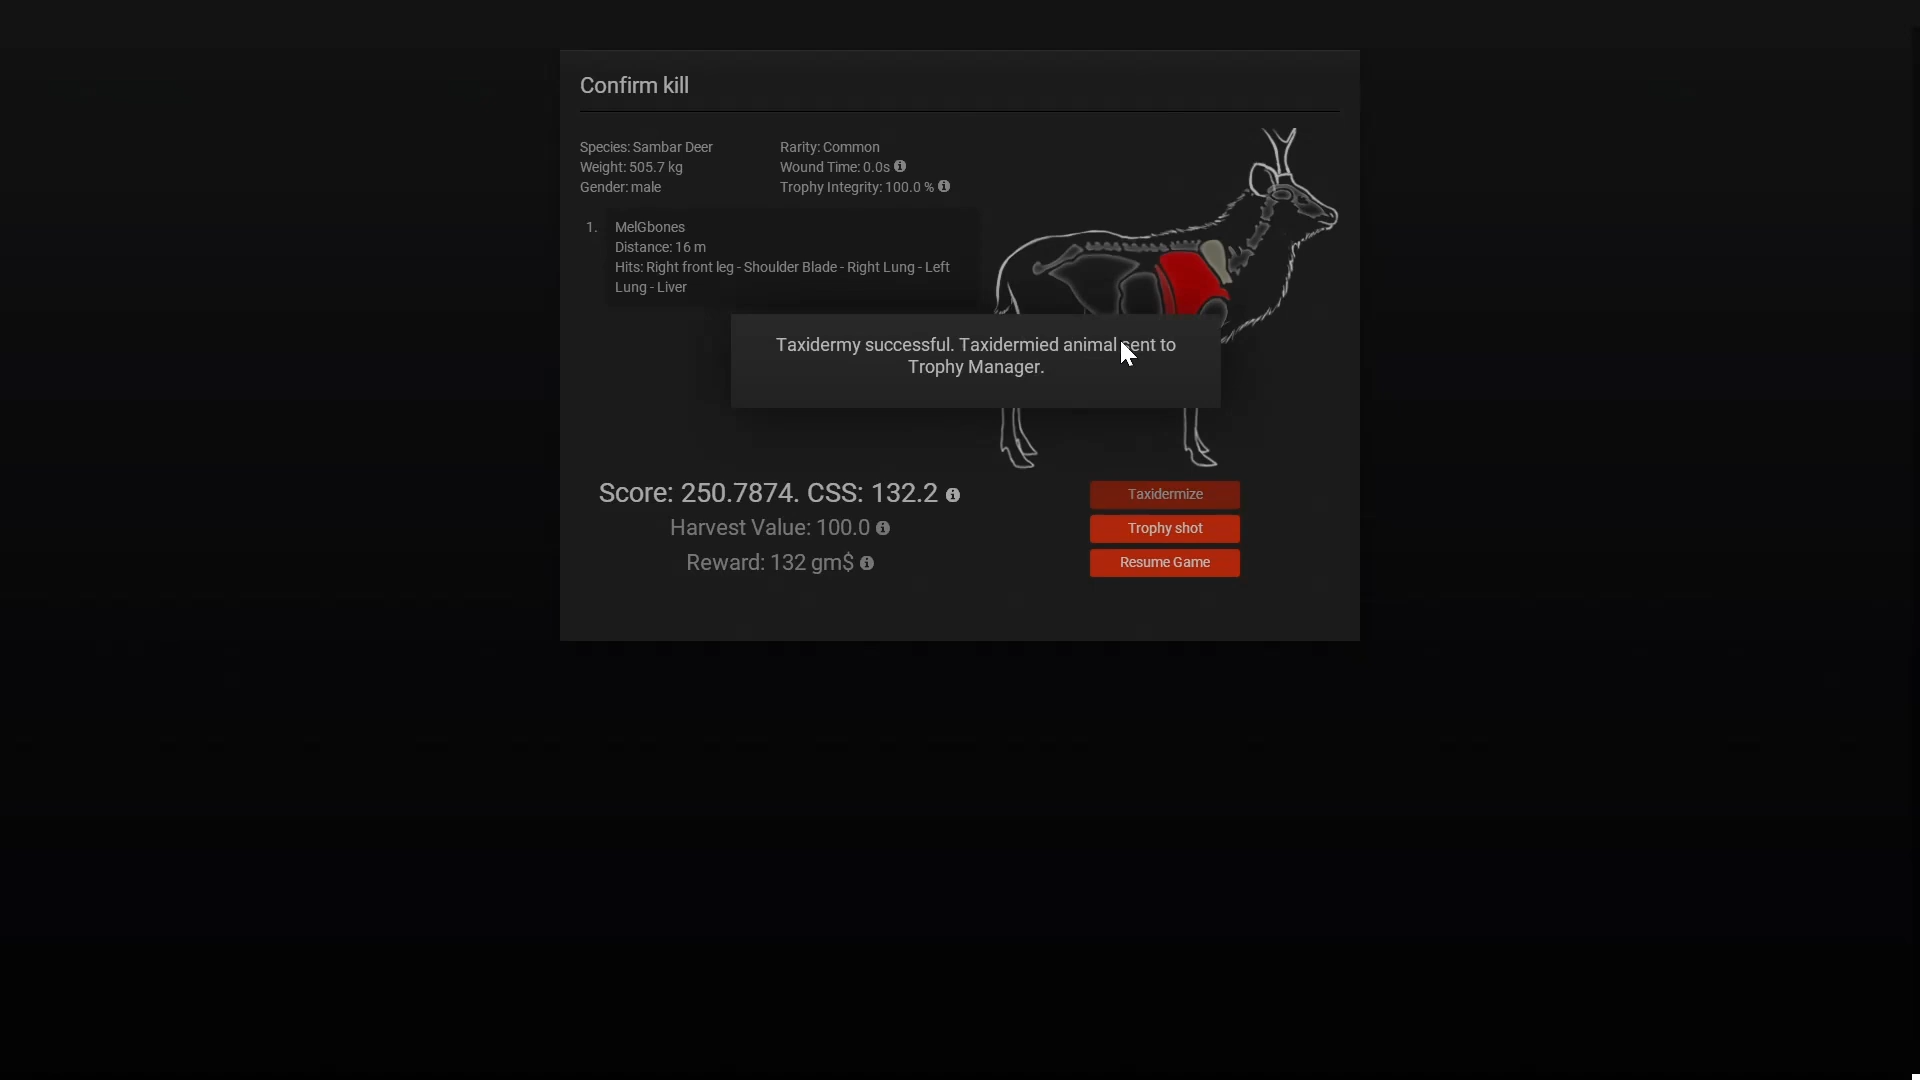 Confirm kill
Species: Sambar Deer
Weight: 505.7 kg
Gender: male
Rarity: Common
Wound Time: 0.0s
Trophy Integrity: 100.0 %
1.
MelGbones
Distance: 16 m
Hits: Right front leg - Shoulder Blade - Right Lung - Left
Lung - Liver
Taxidermy successful. Taxidermied animal sent to
Trophy Manager.
Score: 250.7874. CSS: 132.2
Harvest Value: 100.0
Reward: 132 gm$
Taxidermize
Trophy shot
Resume Game